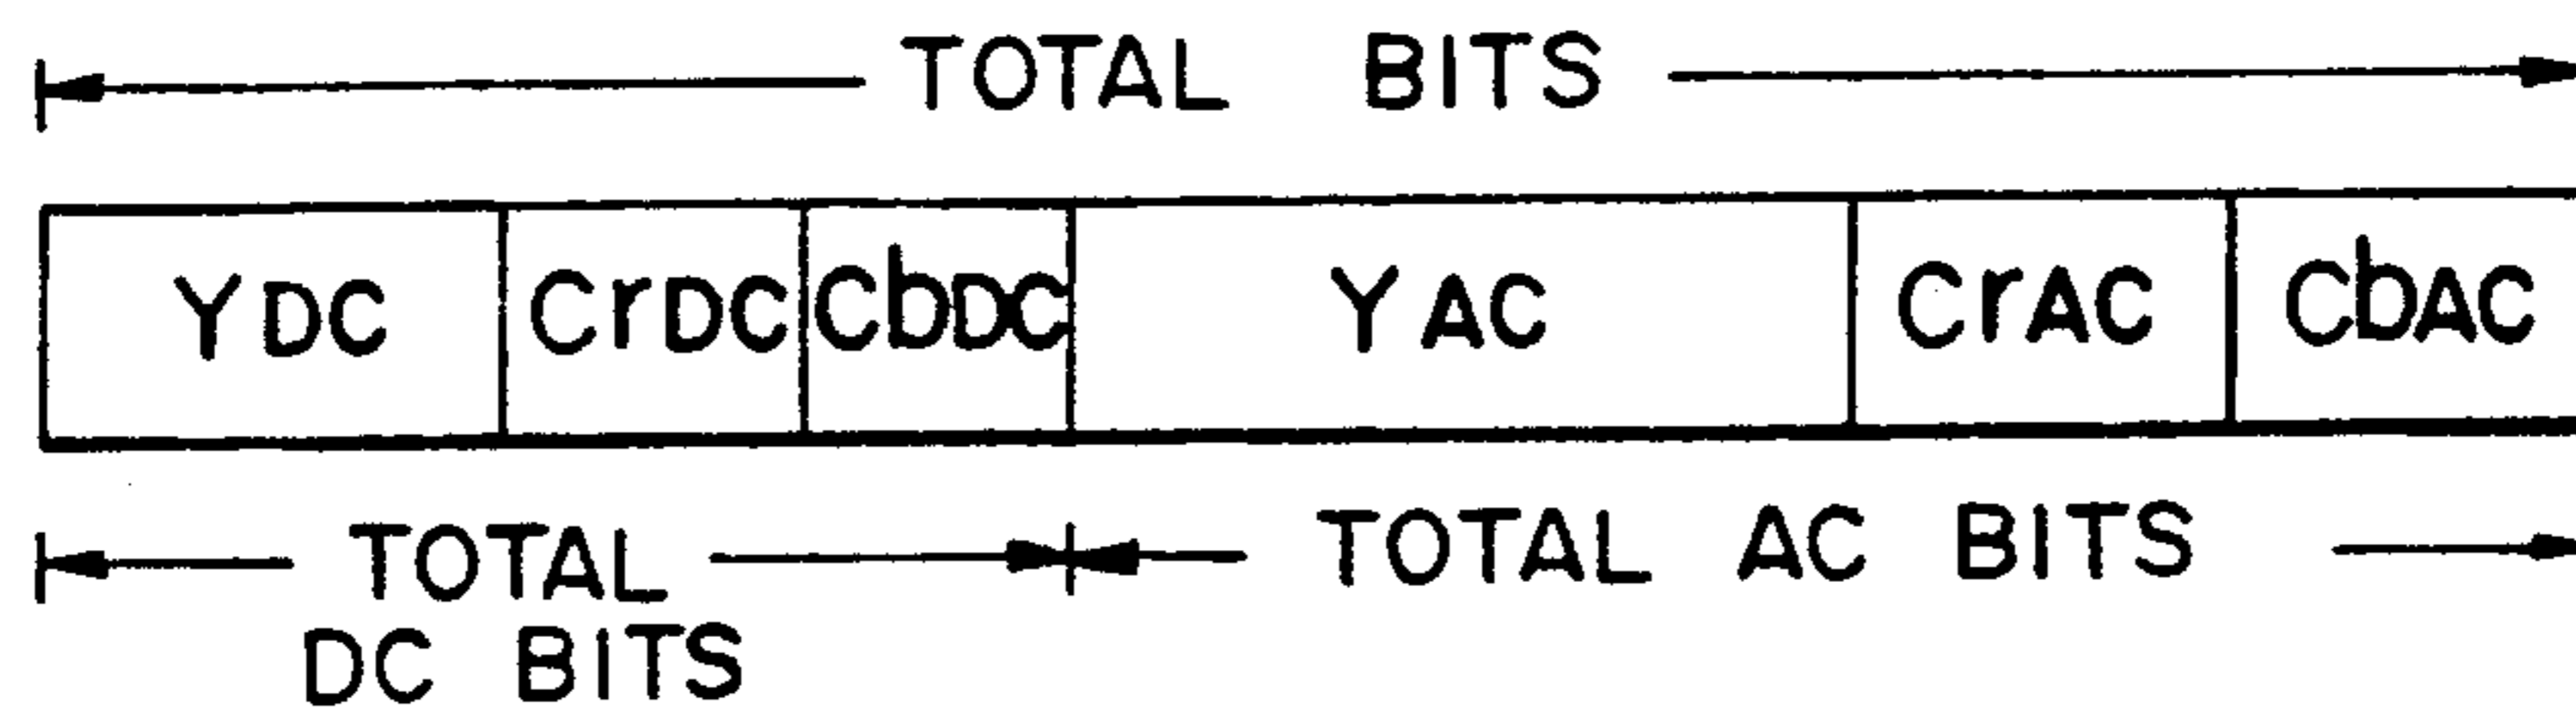 TOTAL BITS
YDC CrDC CbDC YAC CrAC CbAC
TOTAL TOTAL AC BITS
DC BITS